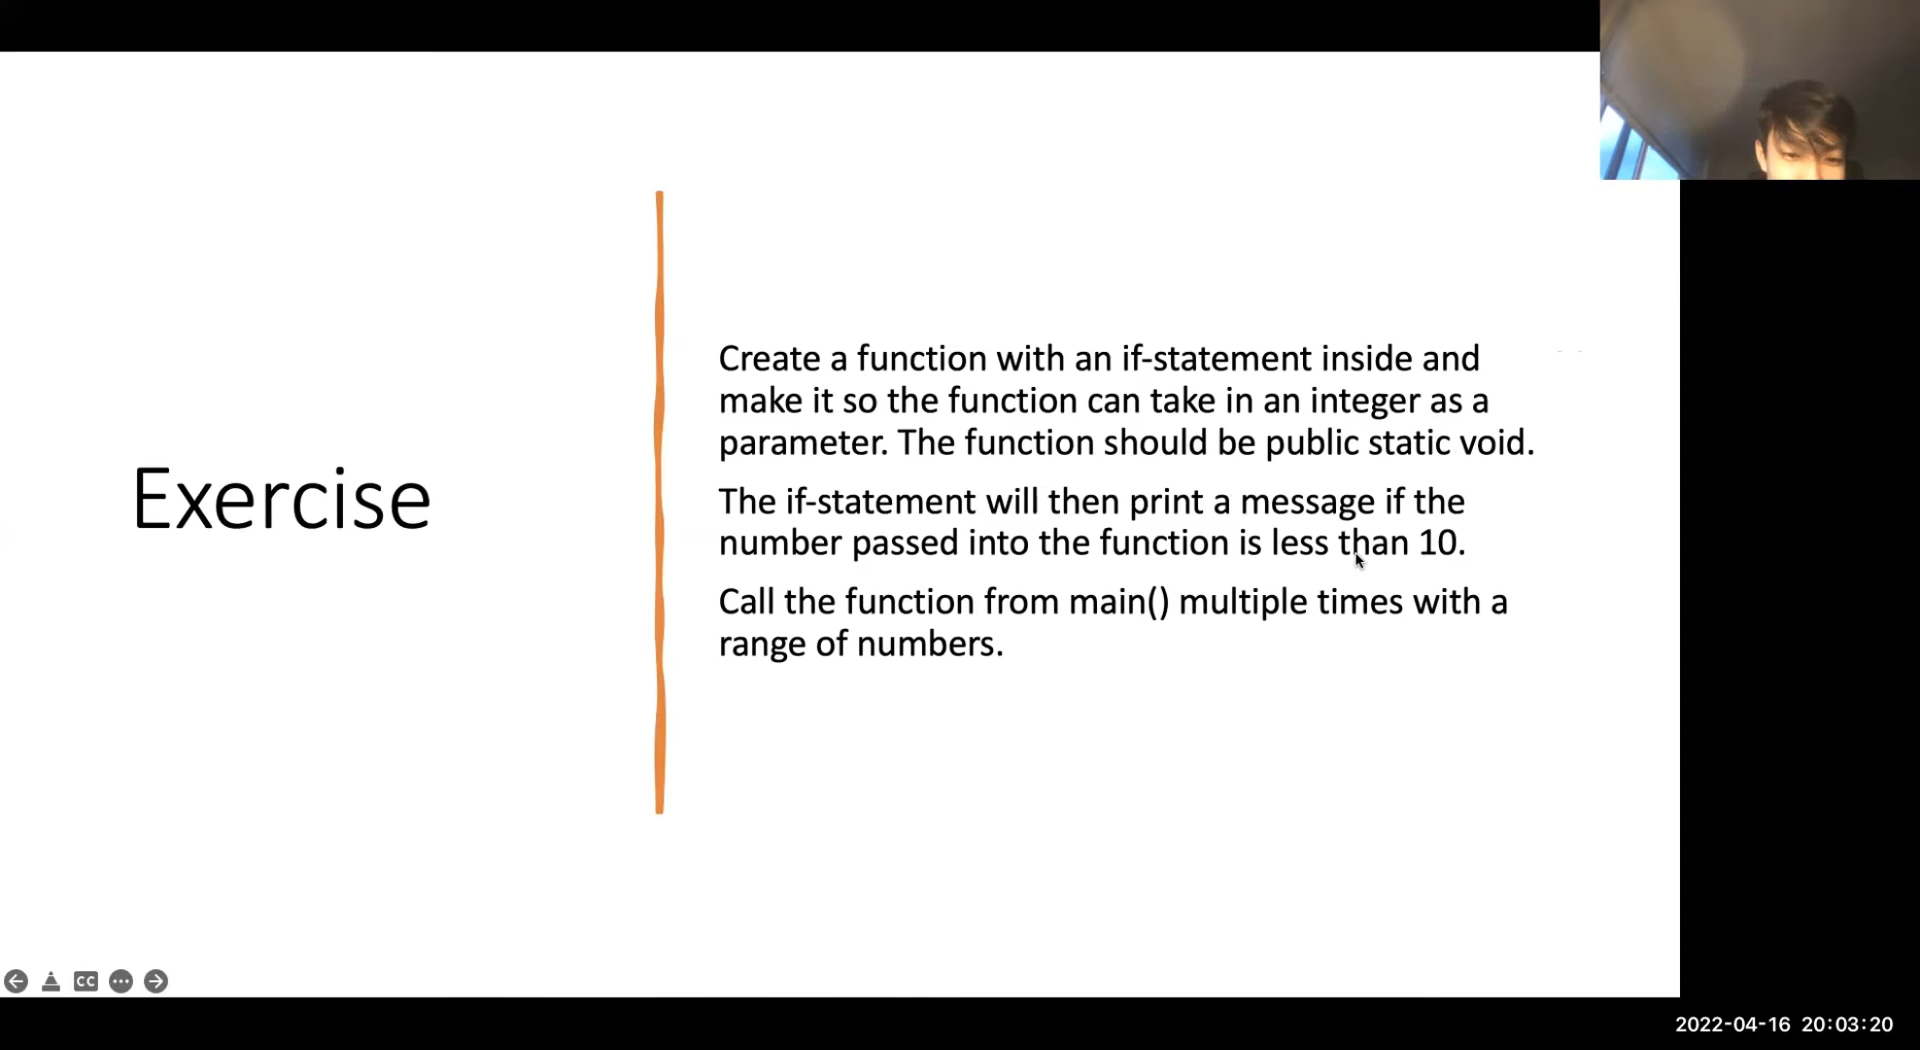 Exercise
Create a function with an if-statement inside and
make it so the function can take in an integer as a
parameter. The function should be public static void.
The if-statement will then print a message if the
number passed into the function is less than 10.
Call the function from main() multiple times with a
range of numbers.
CC
2022-04-16 20:03:20